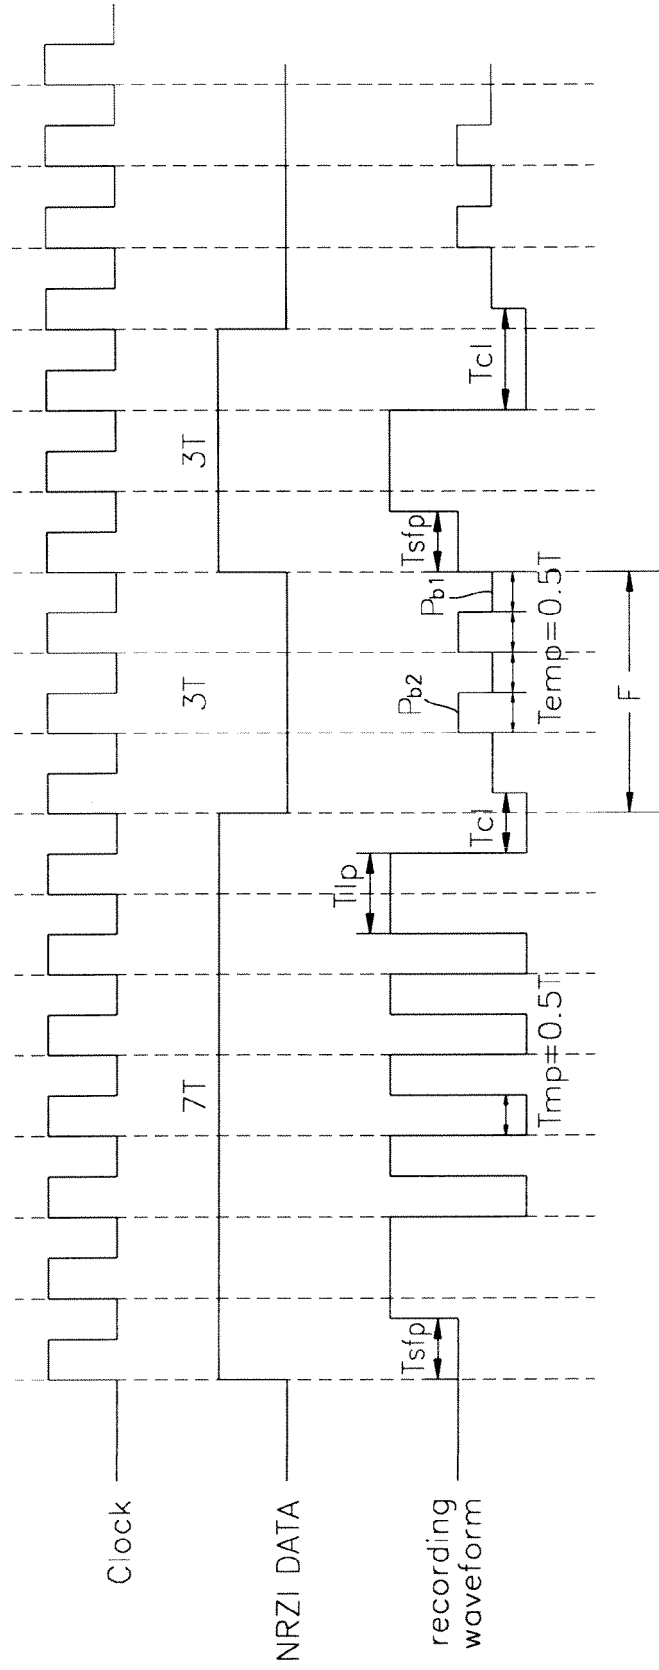 Clock
NRZI DATA
7T
3T
3T
recording
waveform
Tsfp
Tmp=0.5T
Tlp
Tcl
Pb2
Pb1
Temp=0.5T
F
Tsfp
Tcl